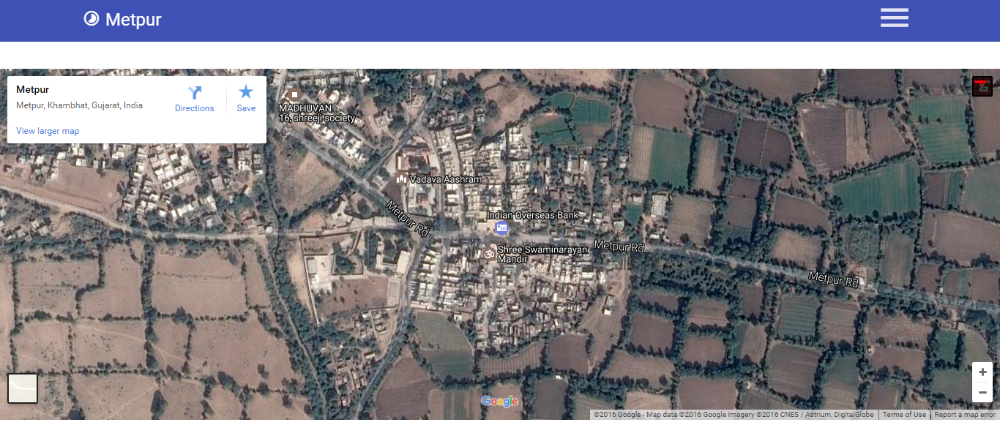 Metpur
Metpur
Metpur, Khambhat, Gujarat, India
Directions
Save
View larger map
MADHUVAN
16, shreeji society
Vadava Aashram
Metpur Rd
Indian Overseas Bank
Shree Swaminarayan
Mandir
Metpur Rd
Metpur Rd
+
−
Google
©2016 Google - Map data ©2016 Google Imagery ©2016 CNES / Astrium, DigitalGlobe
Terms of Use
Report a map error